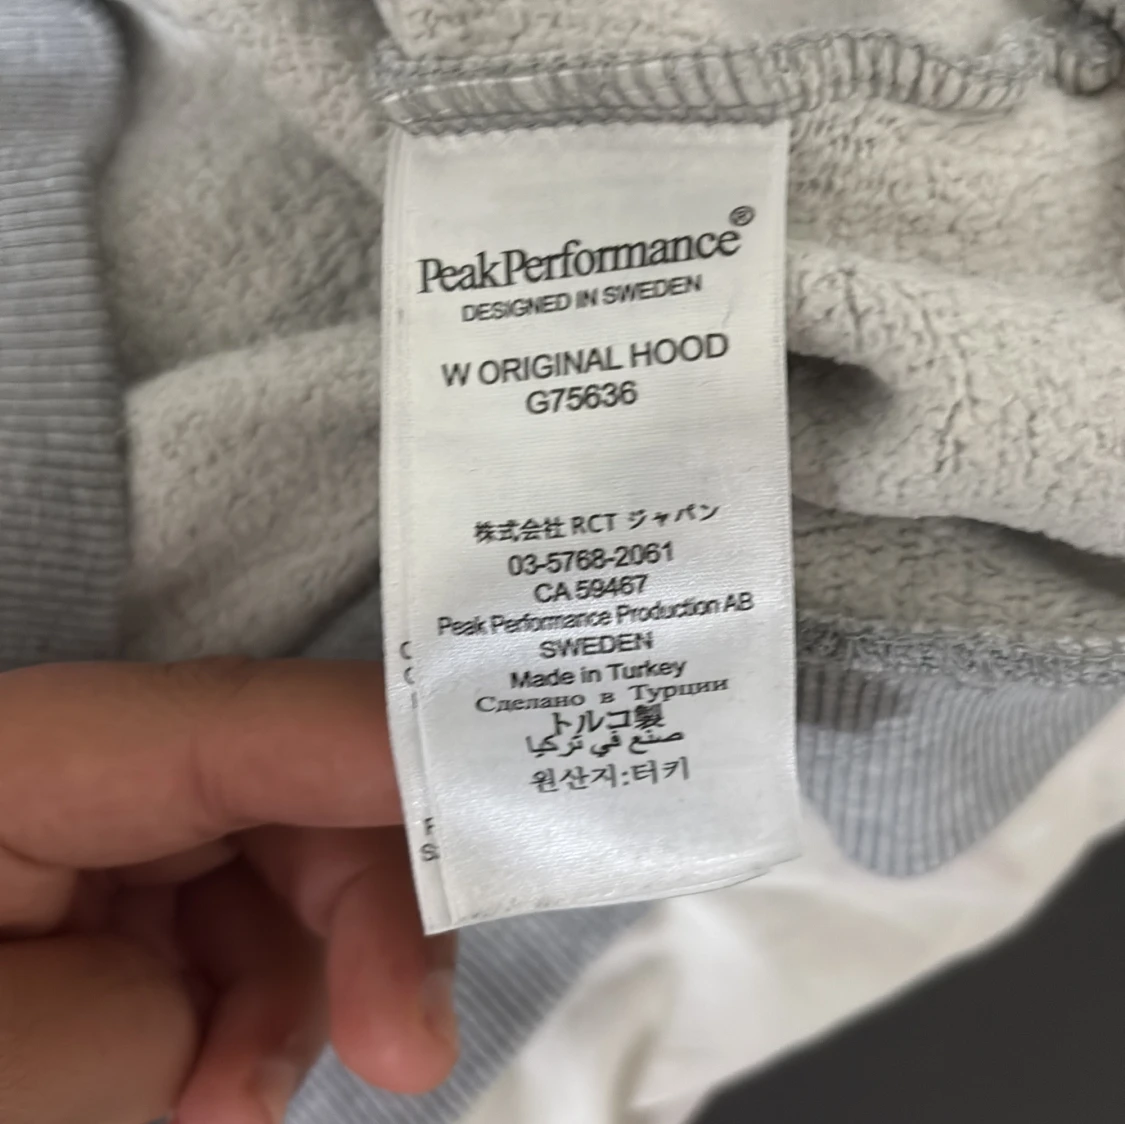 PeakPerformance®
DESIGNED IN SWEDEN
W ORIGINAL HOOD
G75636
株式会社 RCT ジャパン
03-5768-2061
CA 59467
Peak Performance Production AB
SWEDEN
Made in Turkey
Сделано в Турции
トルコ製
صنع في تركيا
원산지:터키